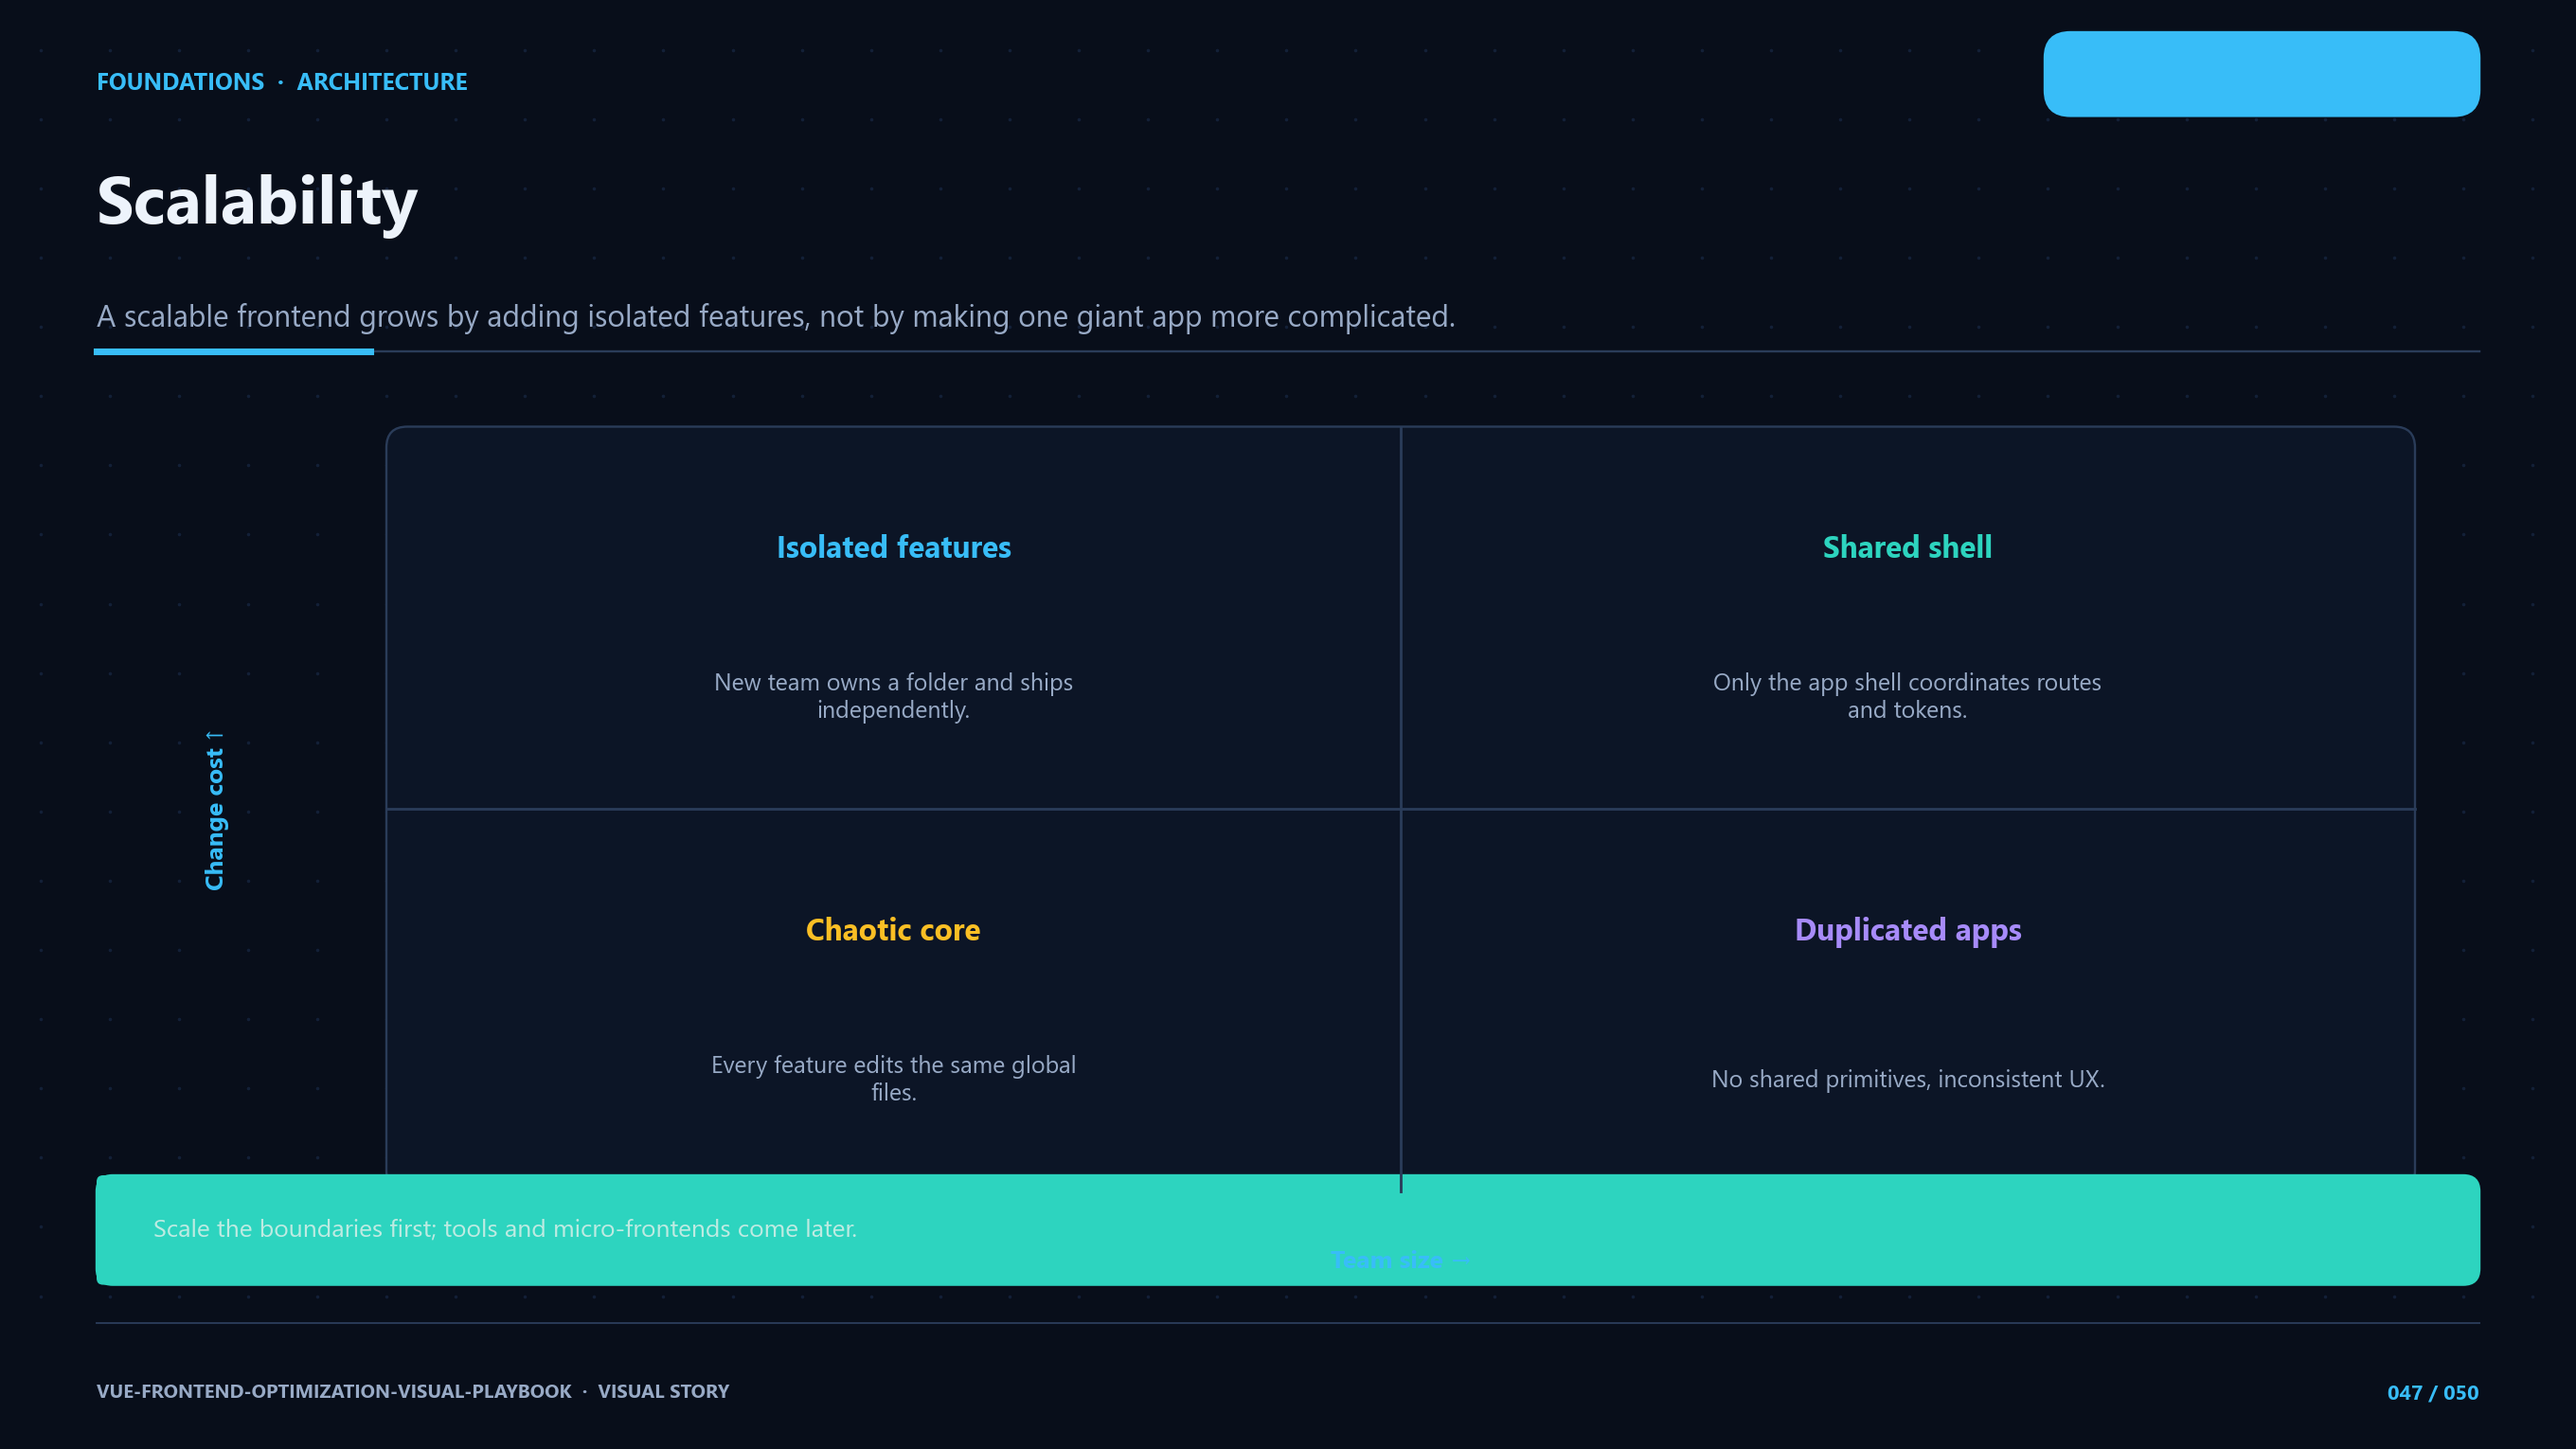 FOUNDATIONS · ARCHITECTURE
Scalability
A scalable frontend grows by adding isolated features, not by making one giant app more complicated.
Isolated features
New team owns a folder and ships
independently.
Shared shell
Only the app shell coordinates routes
and tokens.
Change cost ↑
Chaotic core
Every feature edits the same global
files.
Duplicated apps
No shared primitives, inconsistent UX.
Scale the boundaries first; tools and micro-frontends come later.
Team size →
VUE-FRONTEND-OPTIMIZATION-VISUAL-PLAYBOOK · VISUAL STORY
047 / 050